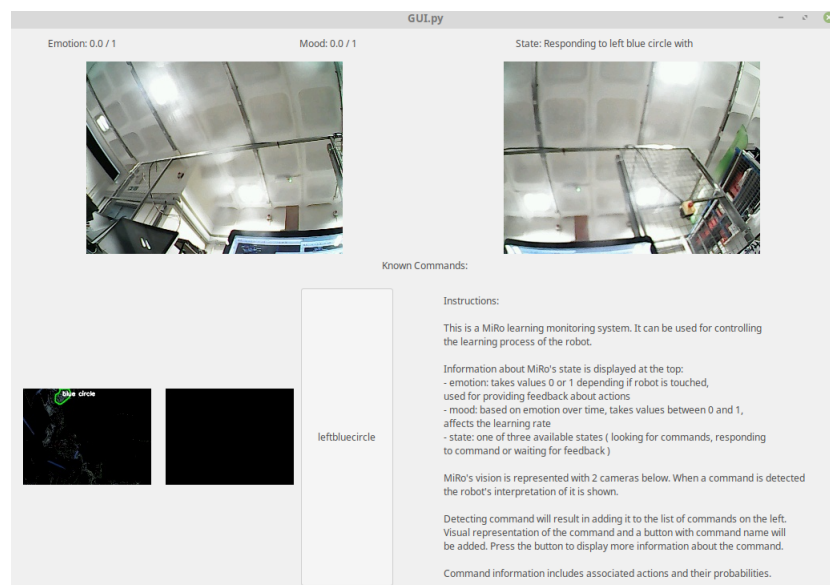 GUI.py
Emotion: 0.0 / 1
Mood: 0.0 / 1
State: Responding to left blue circle with
Known Commands:
blue circle
leftbluecircle
Instructions:
This is a MiRo learning monitoring system. It can be used for controlling
the learning process of the robot.
Information about MiRo's state is displayed at the top:
- emotion: takes values 0 or 1 depending if robot is touched,
used for providing feedback about actions
- mood: based on emotion over time, takes values between 0 and 1,
affects the learning rate
- state: one of three available states ( looking for commands, responding
to command or waiting for feedback )
MiRo's vision is represented with 2 cameras below. When a command is detected
the robot's interpretation of it is shown.
Detecting command will result in adding it to the list of commands on the left.
Visual representation of the command and a button with command name will
be added. Press the button to display more information about the command.
Command information includes associated actions and their probabilities.